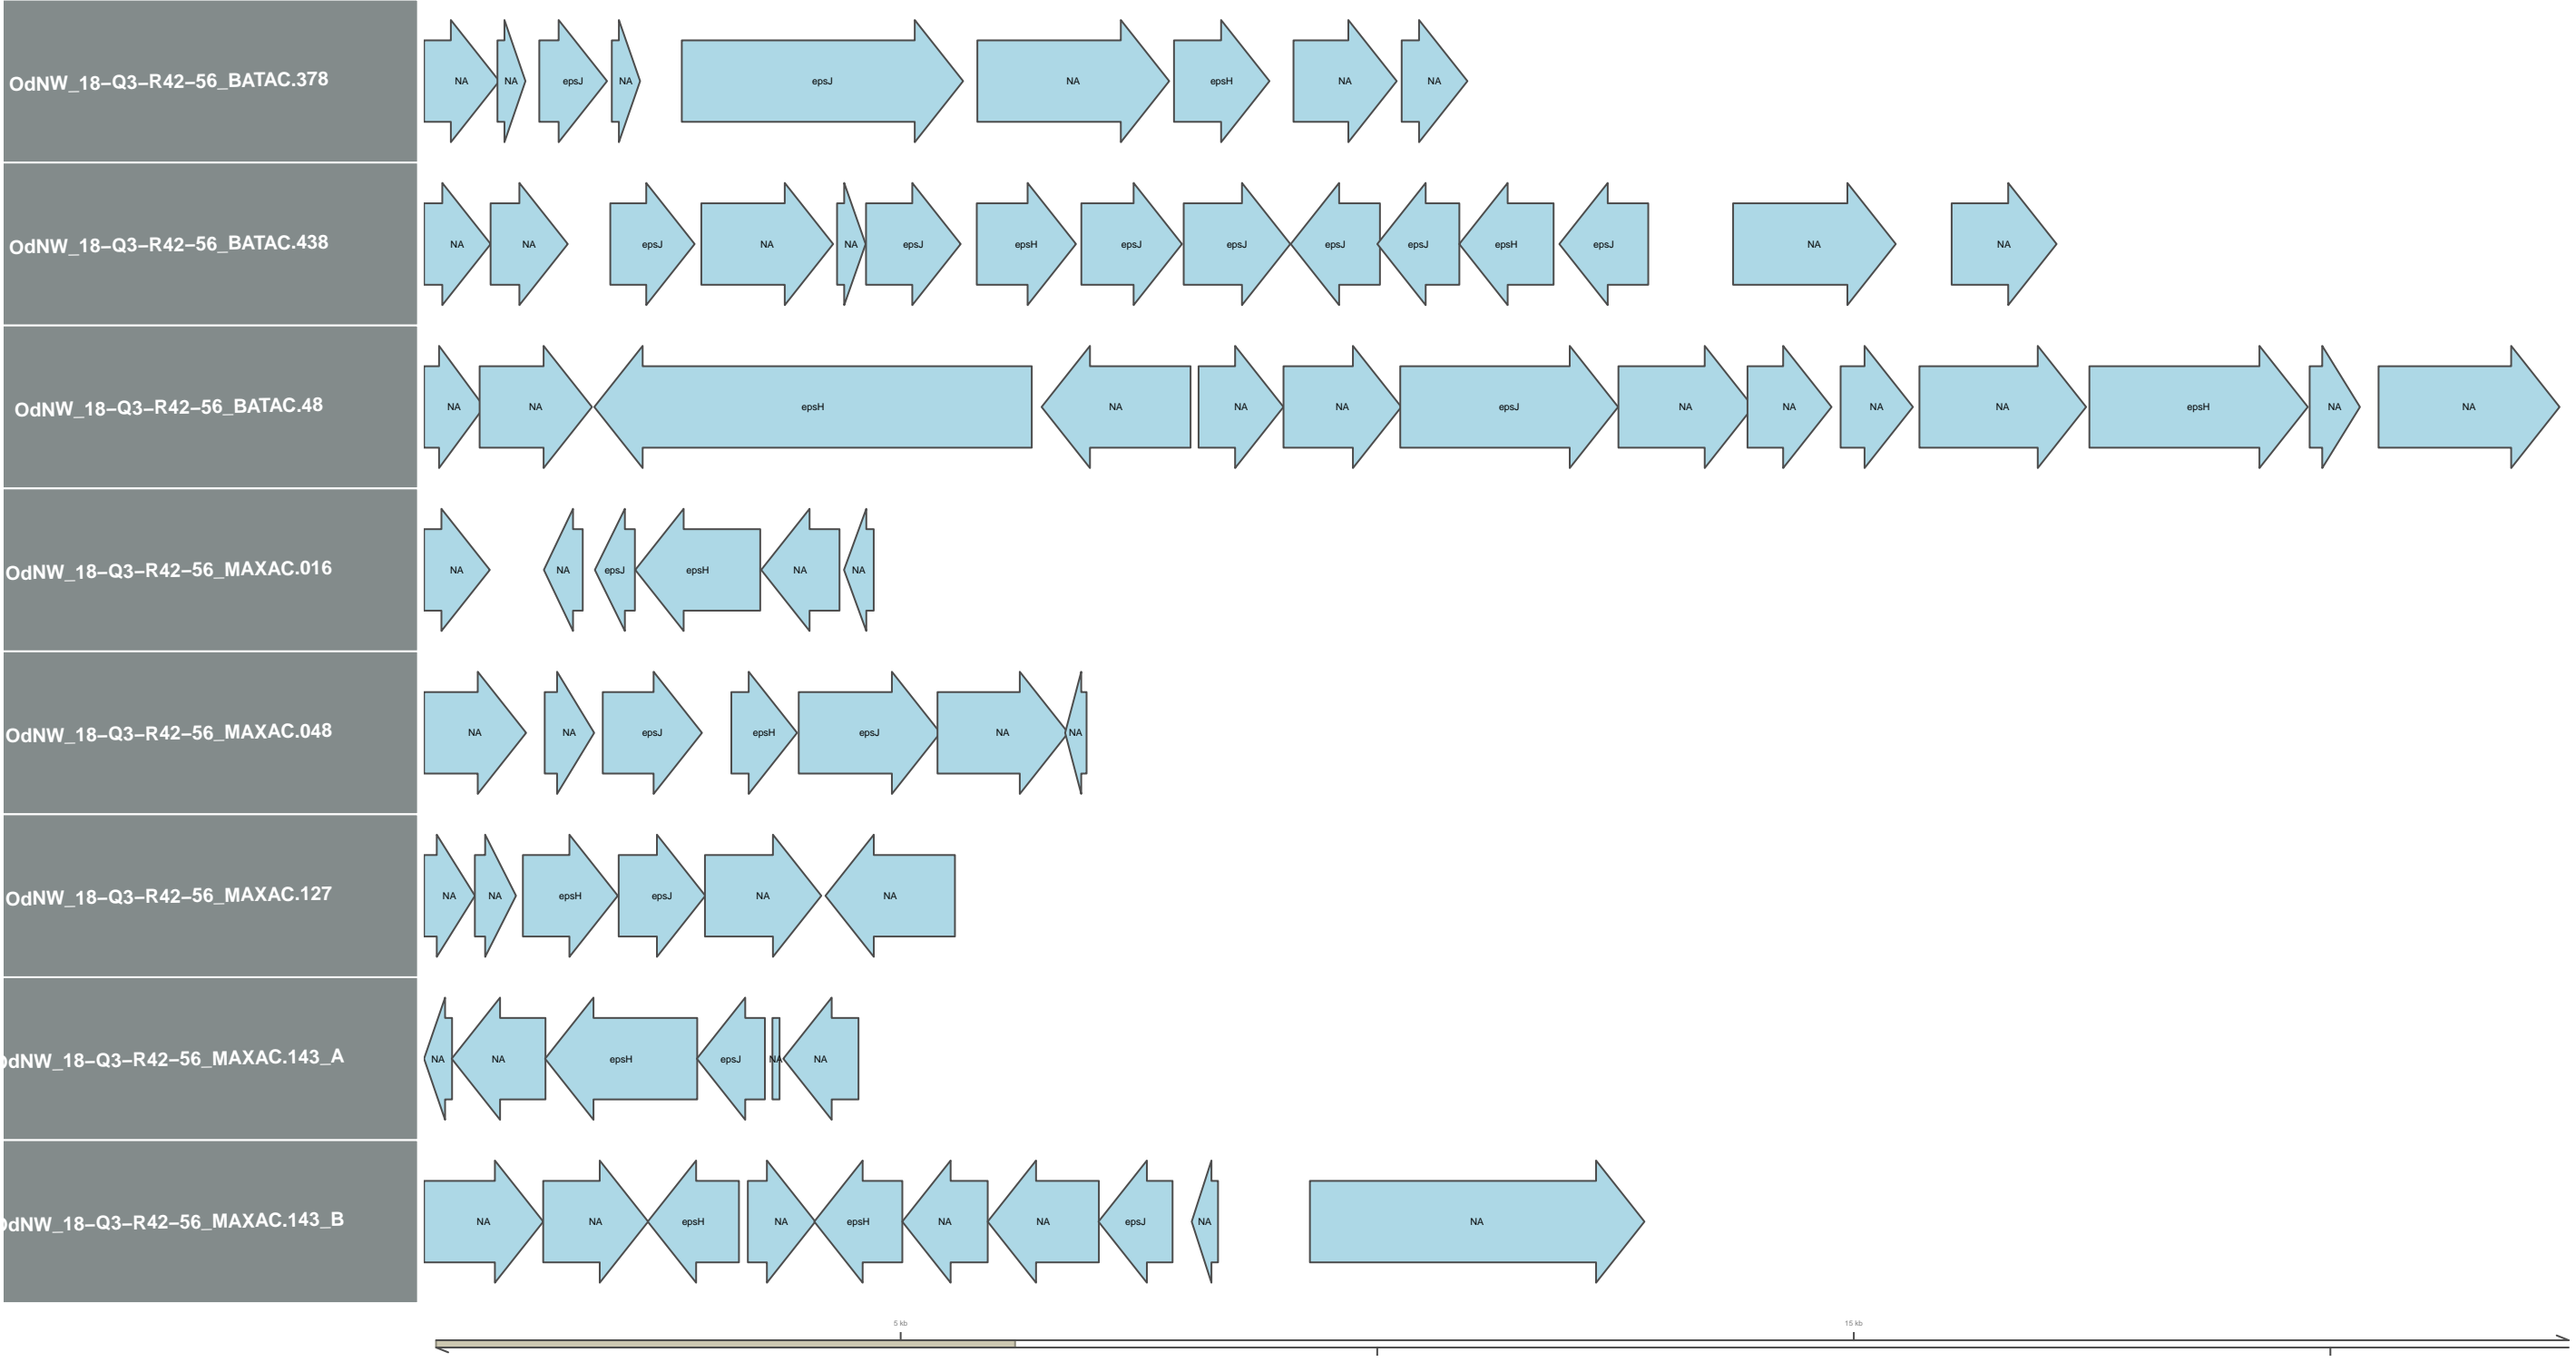 OdNW_18−Q3−R42−56_BATAC.378
NA NA epsJ NA epsJ NA epsH NA NA
OdNW_18−Q3−R42−56_BATAC.438
NA NA epsJ NA NA epsJ epsH epsJ epsJ epsJ epsJ epsH epsJ NA NA
OdNW_18−Q3−R42−56_BATAC.48
NA NA epsH NA NA NA epsJ NA NA NA NA epsH NA NA
OdNW_18−Q3−R42−56_MAXAC.016
NA NA epsJ epsH NA NA
OdNW_18−Q3−R42−56_MAXAC.048
NA NA epsJ epsH epsJ NA NA
OdNW_18−Q3−R42−56_MAXAC.127
NA NA epsH epsJ NA NA
dNW_18−Q3−R42−56_MAXAC.143_A
NA NA epsH epsJ NA NA
dNW_18−Q3−R42−56_MAXAC.143_B
NA NA epsH NA epsH NA NA epsJ NA NA
5 kb 15 kb